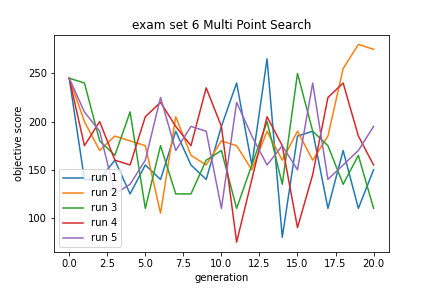 exam set 6 Multi Point Search
objective score
250
200
150
100
run 1
run 2
run 3
run 4
run 5
0.0 2.5 5.0 7.5 10.0 12.5 15.0 17.5 20.0
generation